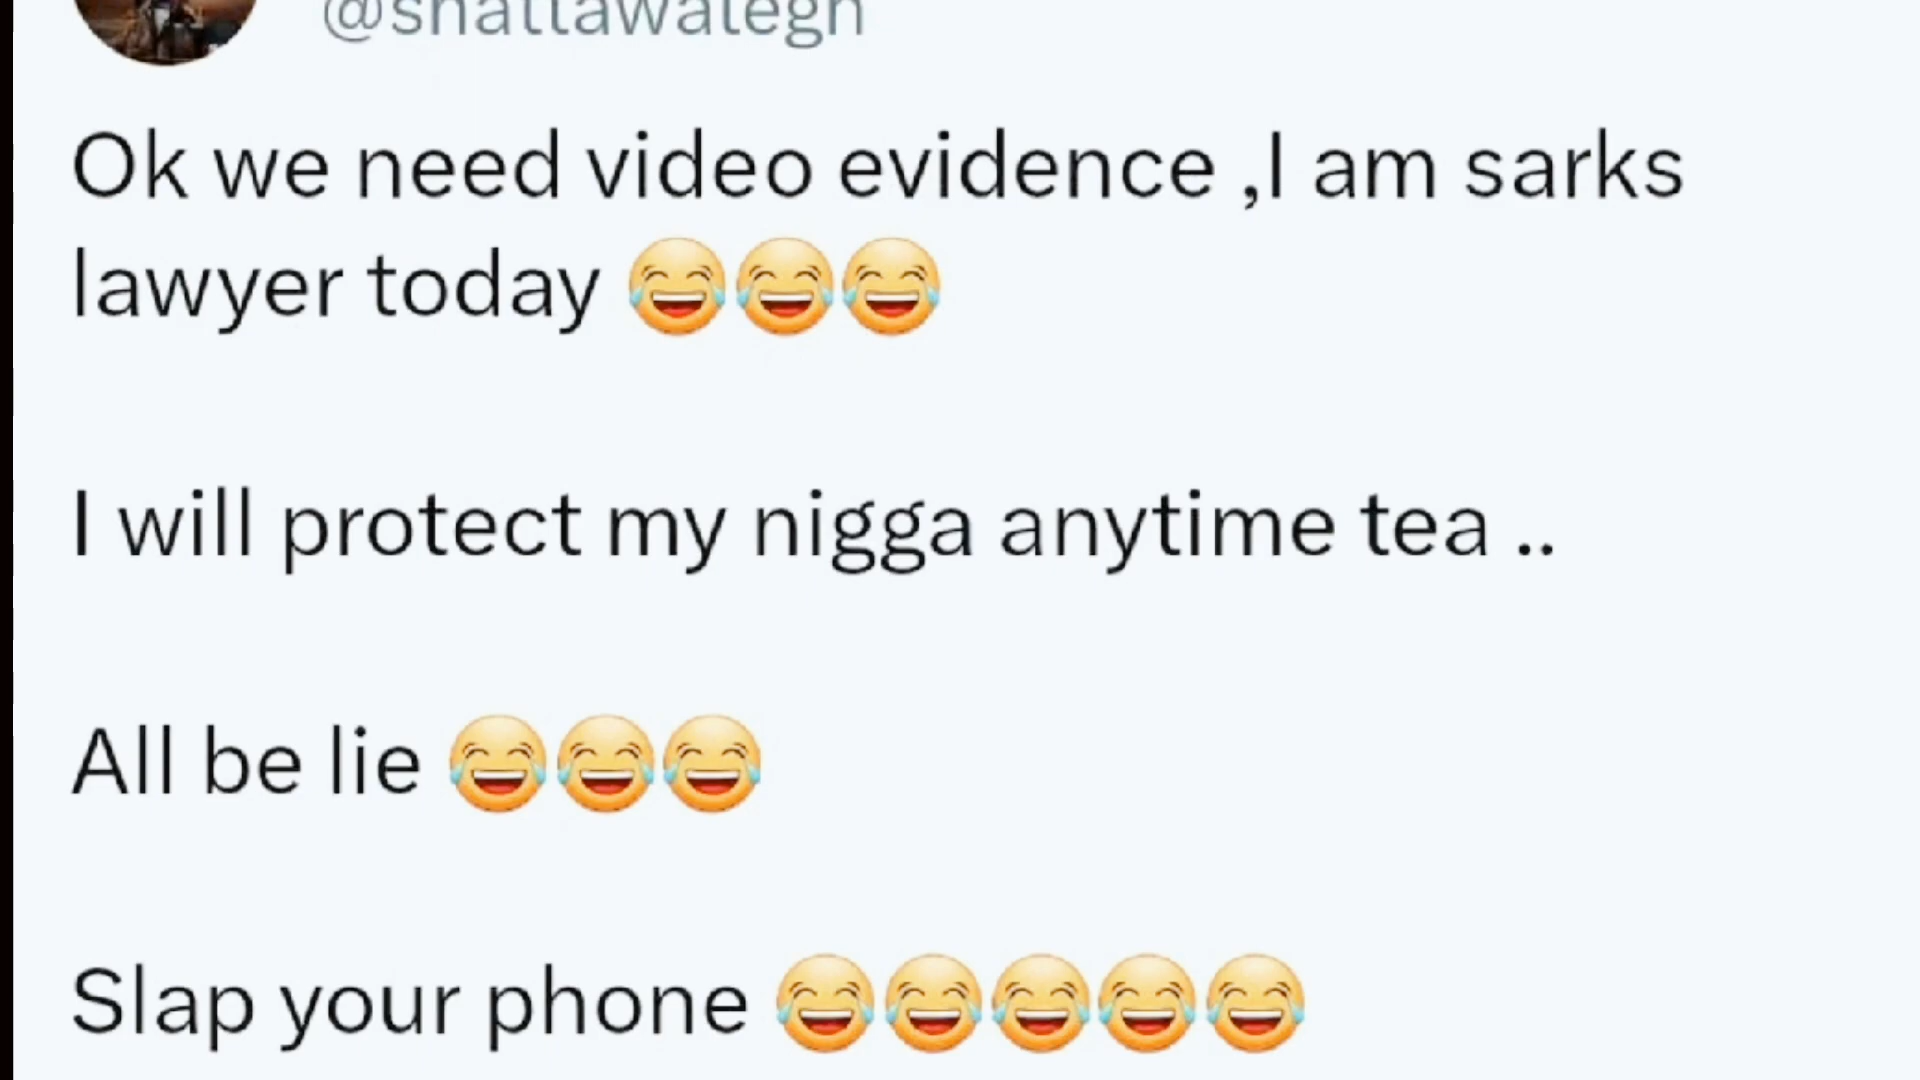 @shattawalegh
Ok we need video evidence ,I am sarks
lawyer today 😂😂😂
I will protect my nigga anytime tea ..
All be lie 😂😂😂
Slap your phone 😂😂😂😂😂